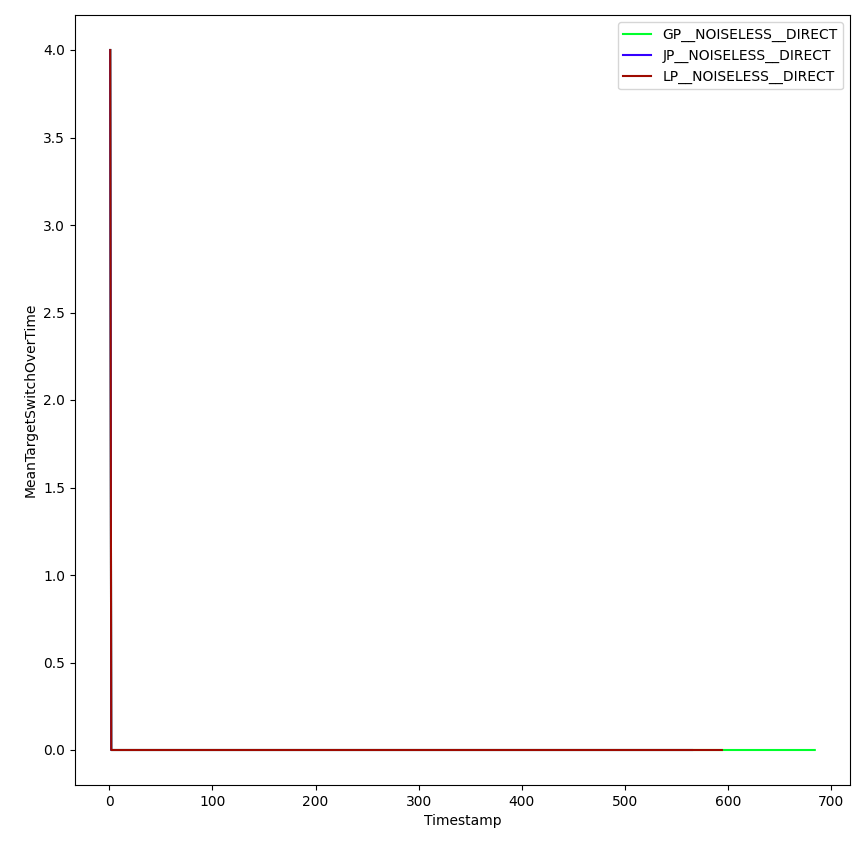 GP__NOISELESS__DIRECT
JP__NOISELESS__DIRECT
LP__NOISELESS__DIRECT
4.0
3.5
3.0
2.5
2.0
1.5
1.0
0.5
0.0
MeanTargetSwitchOverTime
0 100 200 300 400 500 600 700
Timestamp